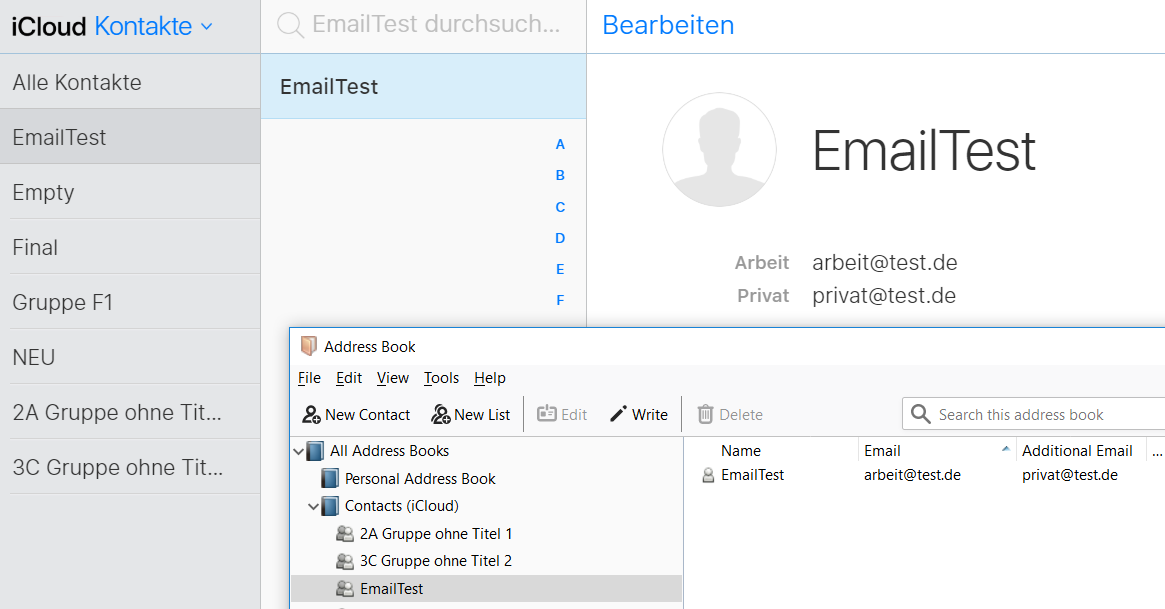 iCloud Kontakte
Alle Kontakte
EmailTest
Empty
Final
Gruppe F1
NEU
2A Gruppe ohne Tit...
3C Gruppe ohne Tit...
EmailTest durchsuch...
EmailTest
A
B
C
D
E
F
Bearbeiten
EmailTest
Arbeit arbeit@test.de
Privat privat@test.de
Address Book
File Edit View Tools Help
New Contact New List Edit Write Delete Search this address book
All Address Books
Personal Address Book
Contacts (iCloud)
2A Gruppe ohne Titel 1
3C Gruppe ohne Titel 2
EmailTest
Name Email Additional Email ...
EmailTest arbeit@test.de privat@test.de